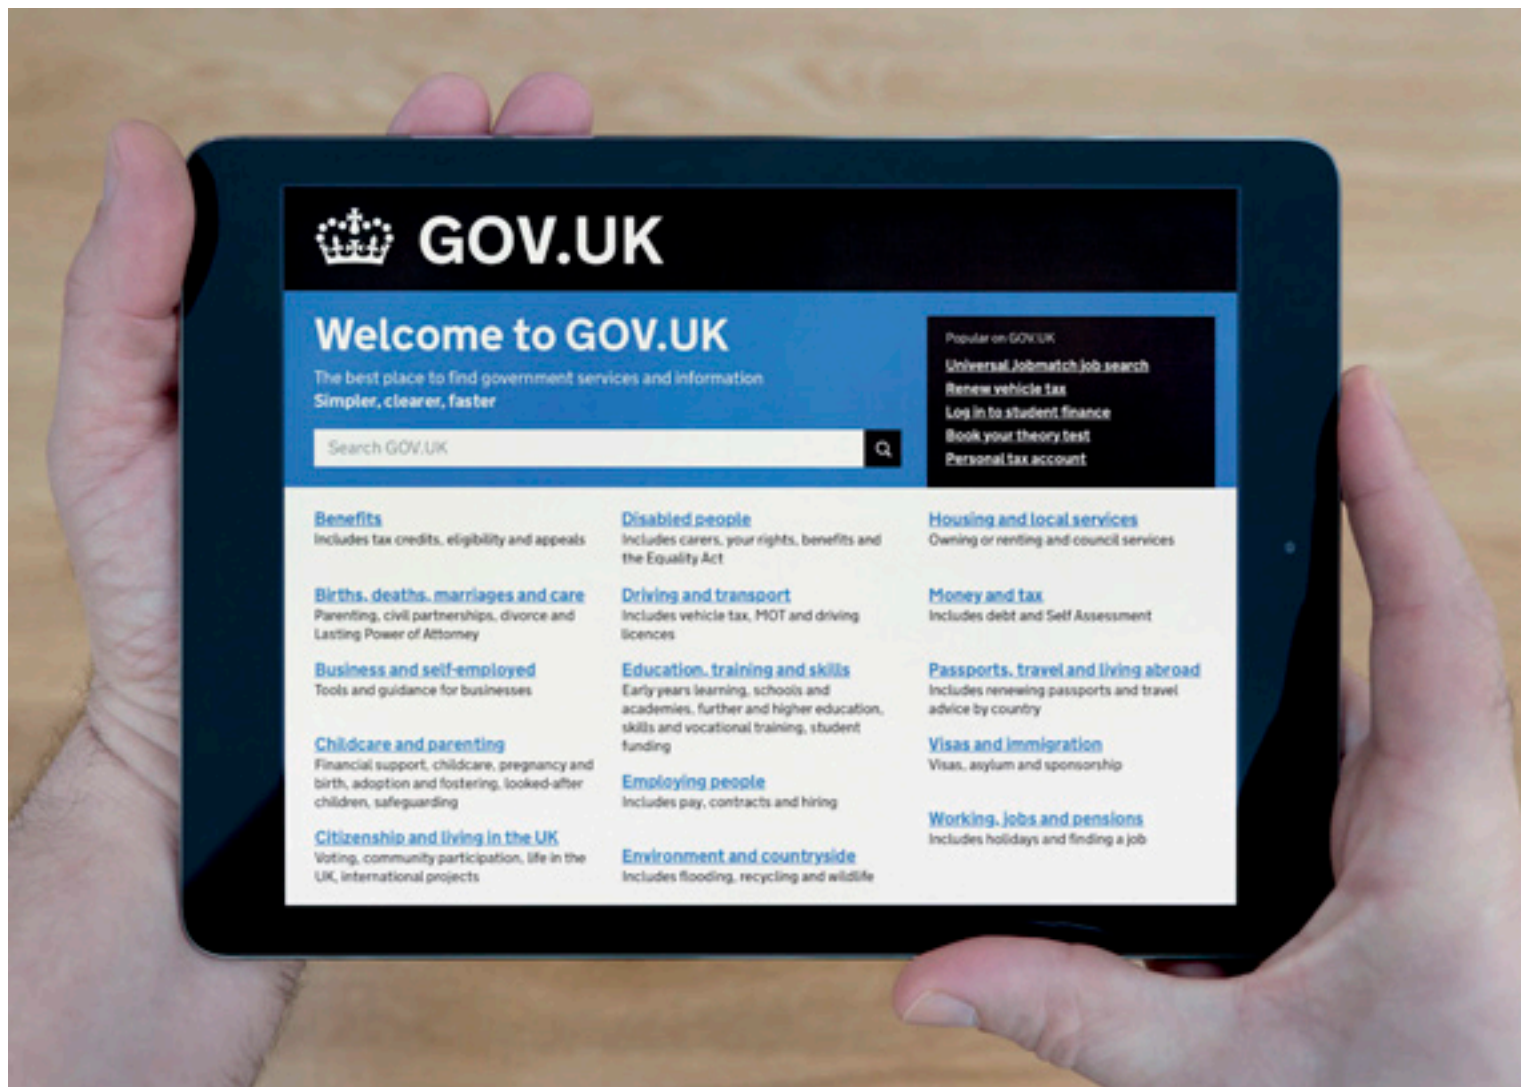 GOV.UK
Welcome to GOV.UK
The best place to find government services and information
Simpler, clearer, faster
Search GOV.UK
Popular on GOV.UK
Universal Jobmatch job search
Renew vehicle tax
Log in to student finance
Book your theory test
Personal tax account
Benefits
Includes tax credits, eligibility and appeals
Births, deaths, marriages and care
Parenting, civil partnerships, divorce and
Lasting Power of Attorney
Business and self-employed
Tools and guidance for businesses
Childcare and parenting
Financial support, childcare, pregnancy and
birth, adoption and fostering, looked-after
children, safeguarding
Citizenship and living in the UK
Voting, community participation, life in the
UK, international projects
Disabled people
Includes carers, your rights, benefits and
the Equality Act
Driving and transport
Includes vehicle tax, MOT and driving
licences
Education, training and skills
Early years learning, schools and
academies, further and higher education,
skills and vocational training, student
funding
Employing people
Includes pay, contracts and hiring
Environment and countryside
Includes flooding, recycling and wildlife
Housing and local services
Owning or renting and council services
Money and tax
Includes debt and Self Assessment
Passports, travel and living abroad
Includes renewing passports and travel
advice by country
Visas and immigration
Visas, asylum and sponsorship
Working, jobs and pensions
Includes holidays and finding a job